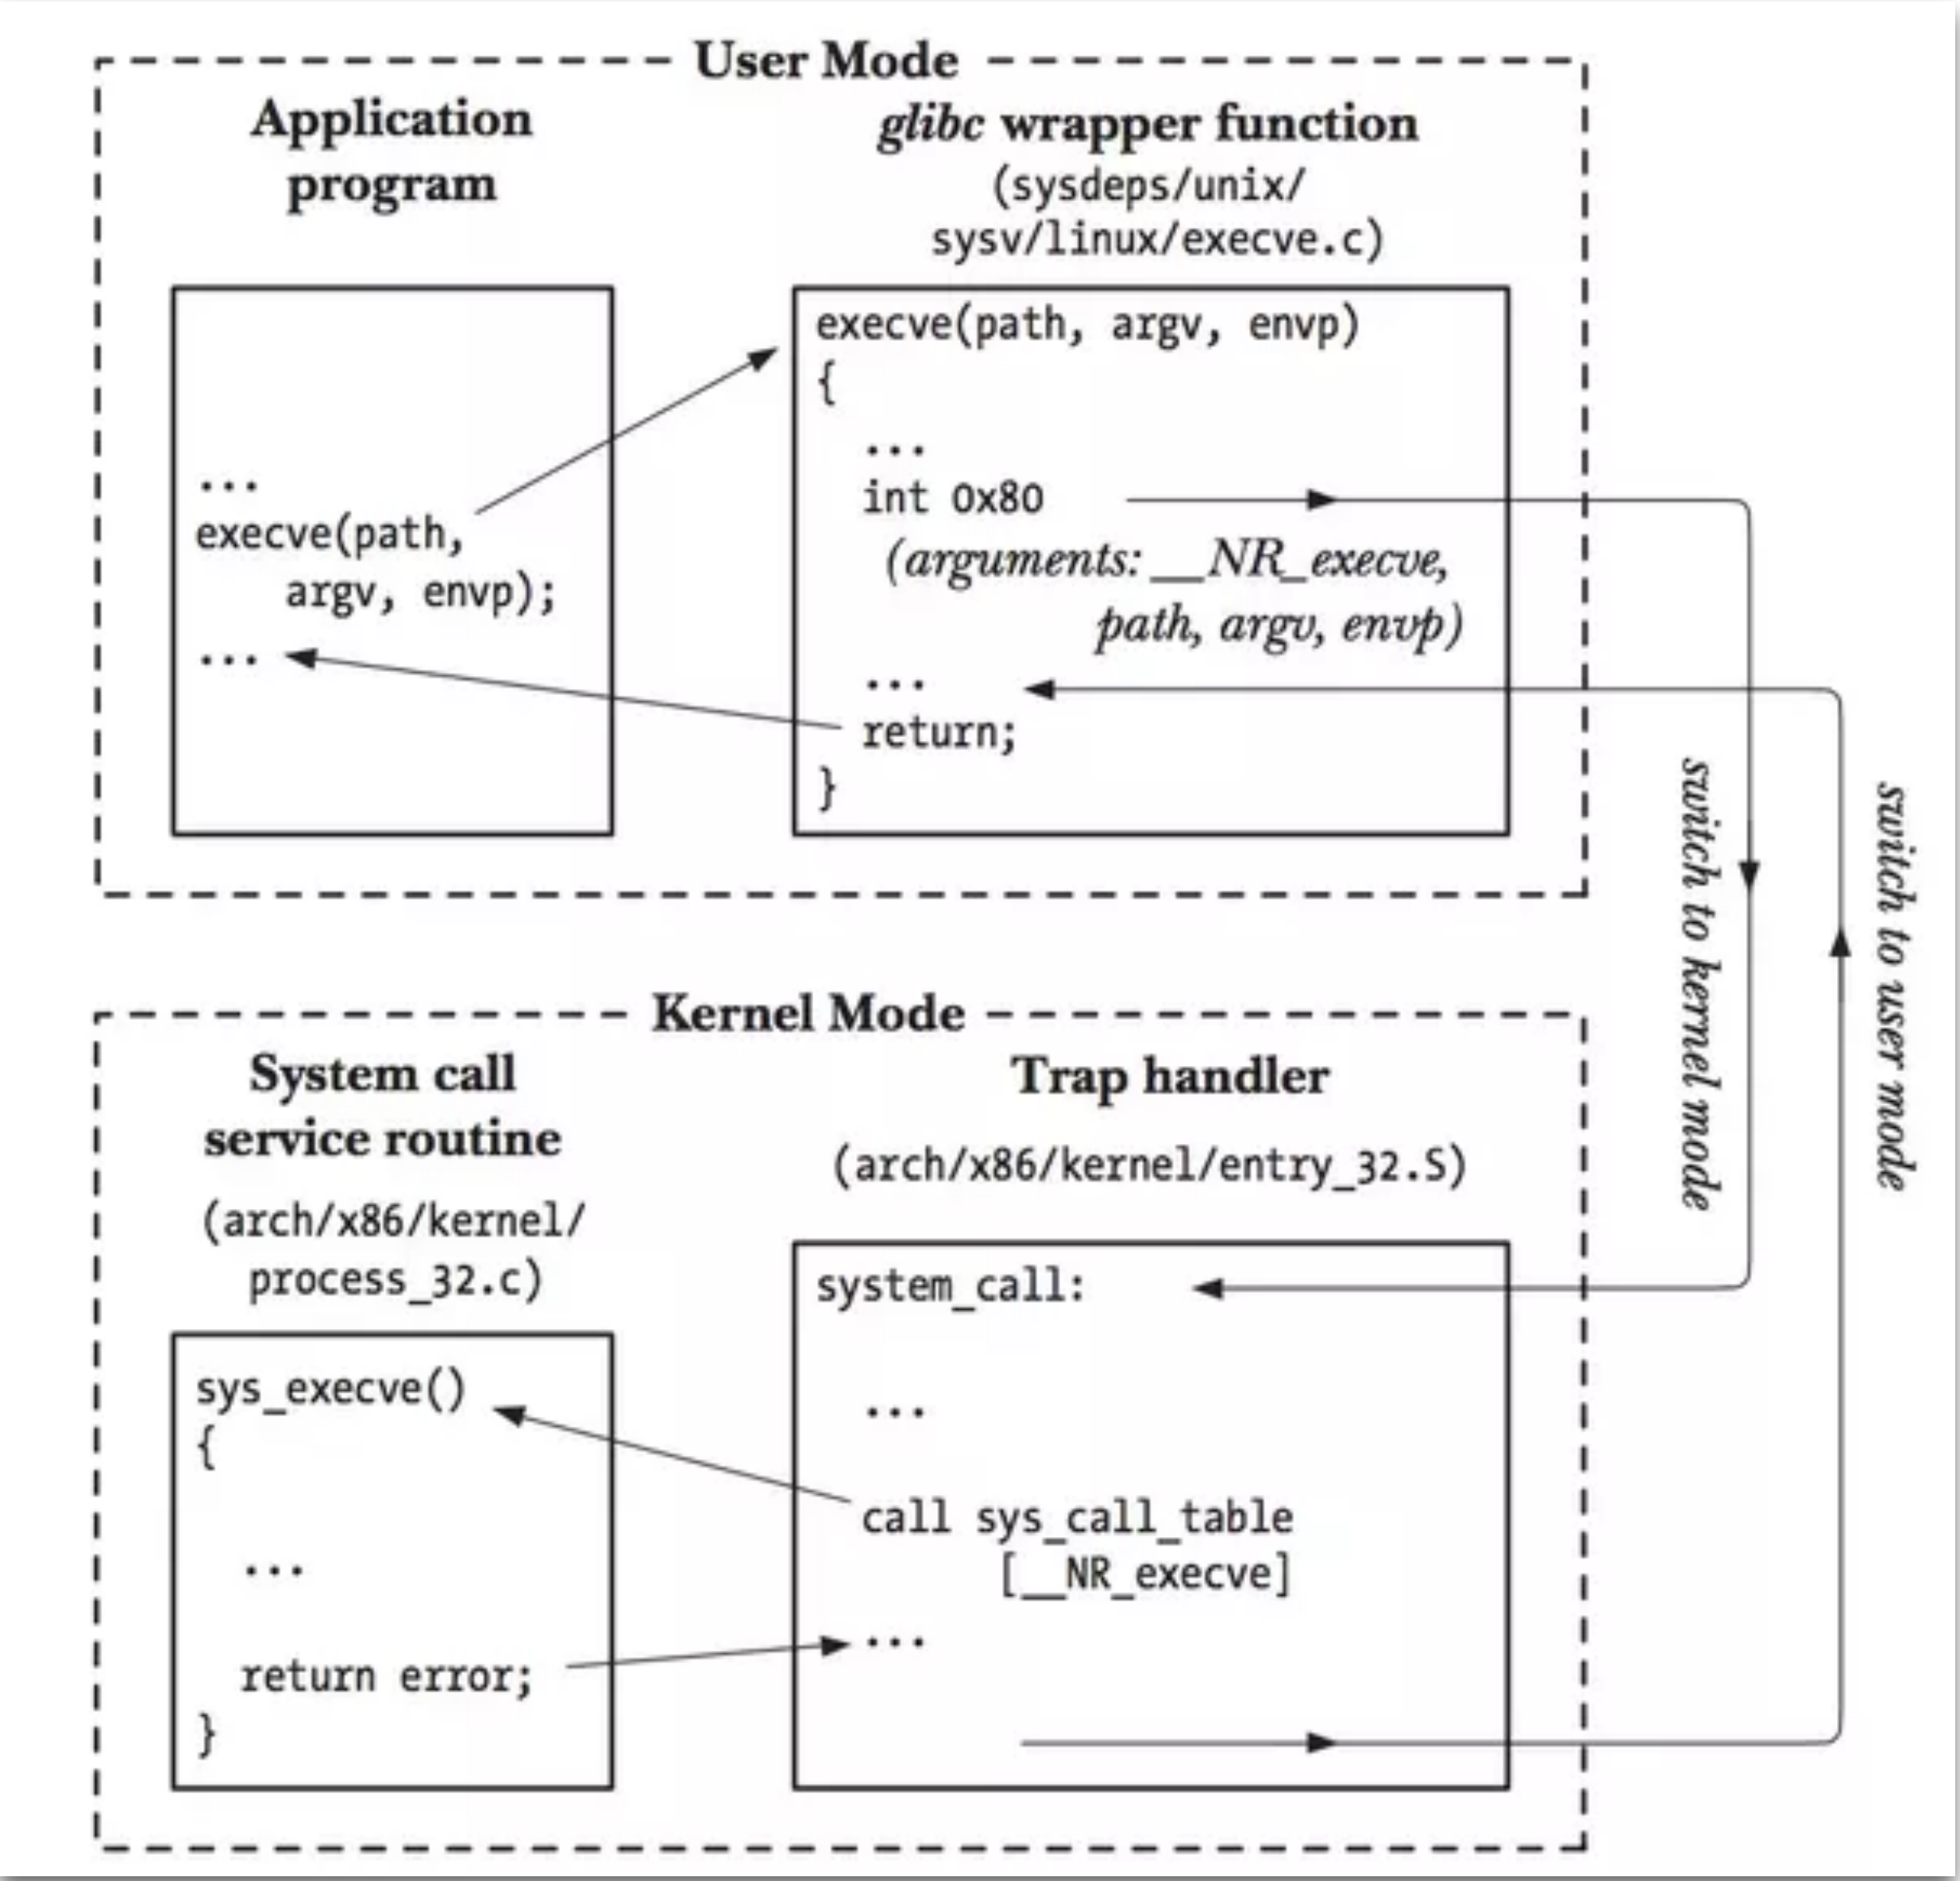 User Mode
Application
program
glibc wrapper function
(sysdeps/unix/
sysv/linux/execve.c)
...
execve(path,
argv, envp);
...
execve(path, argv, envp)
{
...
int 0x80
(arguments: __NR_execve,
path, argv, envp)
...
return;
}
switch to kernel mode
switch to user mode
Kernel Mode
System call
service routine
(arch/x86/kernel/
process_32.c)
Trap handler
(arch/x86/kernel/entry_32.S)
sys_execve()
{
...
return error;
}
system_call:
...
call sys_call_table
[__NR_execve]
...